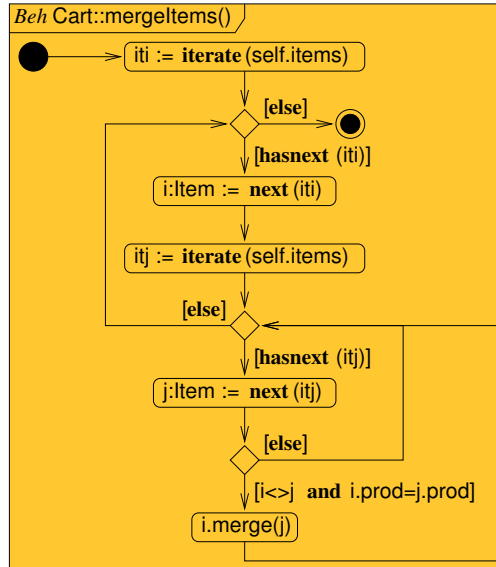 Beh Cart::mergeItems()
iti := iterate (self.items)
[else]
[hasnext (iti)]
i:Item := next (iti)
itj := iterate (self.items)
[else]
[hasnext (itj)]
j:Item := next (itj)
[else]
[i<>j and i.prod=j.prod]
i.merge(j)